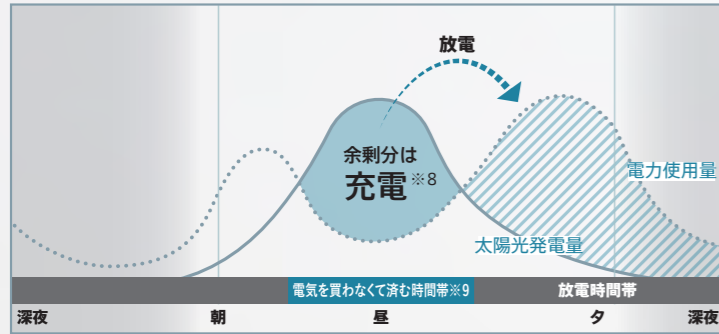 放電
余剰分は
充電※8
電力使用量
太陽光発電量
電気を買わなくて済む時間帯※9
放電時間帯
深夜 朝 昼 夕 深夜